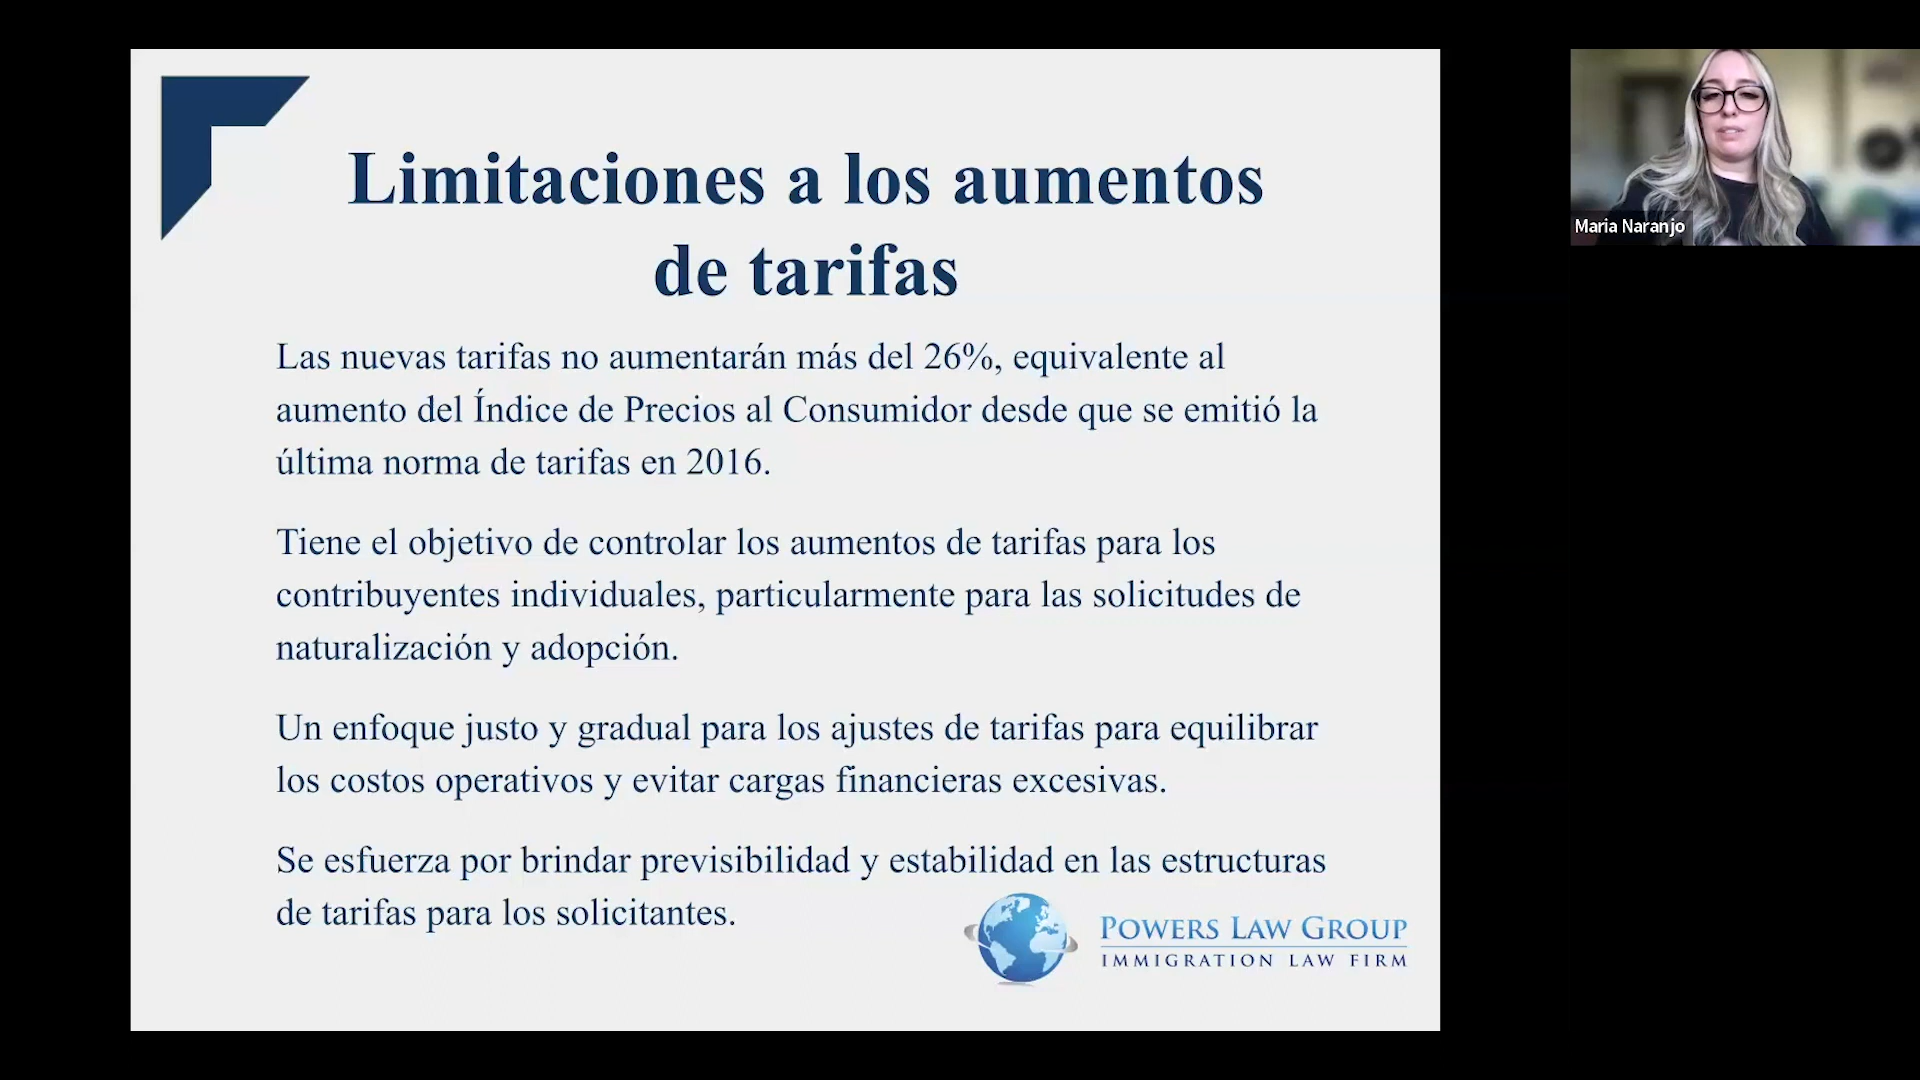 Limitaciones a los aumentos
de tarifas
Las nuevas tarifas no aumentarán más del 26%, equivalente al
aumento del Índice de Precios al Consumidor desde que se emitió la
última norma de tarifas en 2016.
Tiene el objetivo de controlar los aumentos de tarifas para los
contribuyentes individuales, particularmente para las solicitudes de
naturalización y adopción.
Un enfoque justo y gradual para los ajustes de tarifas para equilibrar
los costos operativos y evitar cargas financieras excesivas.
Se esfuerza por brindar previsibilidad y estabilidad en las estructuras
de tarifas para los solicitantes.
POWERS LAW GROUP
IMMIGRATION LAW FIRM
Maria Naranjo